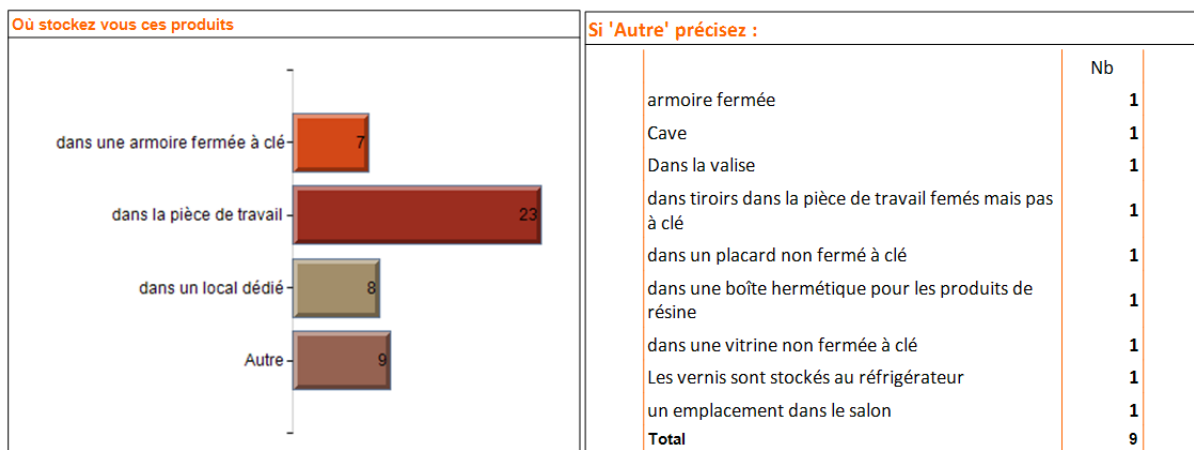 Où stockez vous ces produits
dans une armoire fermée à clé
7
dans la pièce de travail
23
dans un local dédié
8
Autre
9
Si 'Autre' précisez :
Nb
armoire fermée 1
Cave 1
Dans la valise 1
dans tiroirs dans la pièce de travail femés mais pas
à clé 1
dans un placard non fermé à clé 1
dans une boîte hermétique pour les produits de
résine 1
dans une vitrine non fermée à clé 1
Les vernis sont stockés au réfrigérateur 1
un emplacement dans le salon 1
Total 9